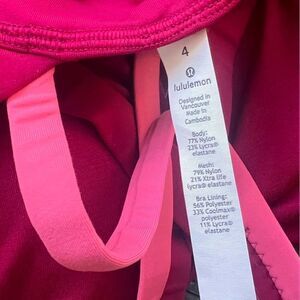 4
lululemon
Designed in
Vancouver
Made in
Cambodia
Body:
77% Nylon
23% Lycra®
elastane
Mesh:
79% Nylon
21% Xtra life
lycra® elastane
Bra Lining:
56% Polyester
33% Coolmax®
polyester
11% Lycra®
elastane